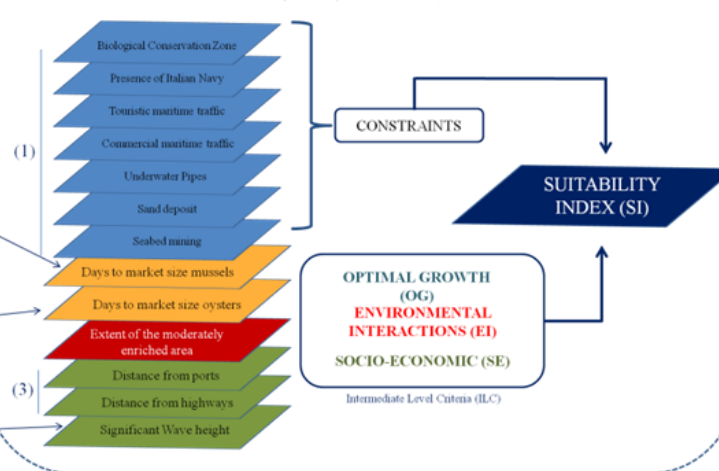 Biological Conservation Zone
Presence of Italian Navy
Touristic maritime traffic
(1)
Commercial maritime traffic
Underwater Pipes
Sand deposit
Seabed mining
Days to market size mussels
Days to market size oysters
Extent of the moderately
enriched area
(3)
Distance from ports
Distance from highways
Significant Wave height
CONSTRAINTS
SUITABILITY
INDEX (SI)
OPTIMAL GROWTH
(OG)
ENVIRONMENTAL
INTERACTIONS (EI)
SOCIO-ECONOMIC (SE)
Intermediate Level Criteria (ILC)